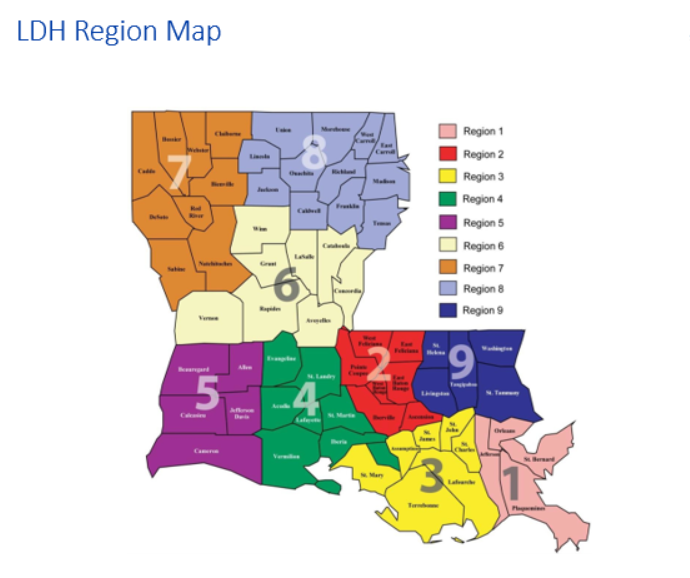 LDH Region Map
Claiborne
Union
Morehouse
West
Carroll
East
Carroll
Bossier
Webster
Lincoln
8
Caddo
7
Ouachita
Richland
Madison
Bienville
Jackson
Franklin
Caldwell
Tensas
DeSoto
Red
River
Winn
Catahoula
LaSalle
Grant
Sabine
Natchitoches
6
Concordia
Rapides
Vernon
Avoyelles
Region 1
Region 2
Region 3
Region 4
Region 5
Region 6
Region 7
Region 8
Region 9
West
Feliciana
East
Feliciana
St.
Helena
Washington
Evangeline
Beauregard
Allen
2
9
Pointe
Coupee
St. Landry
West
Baton
Rouge
East
Baton
Rouge
Livingston
Tangipahoa
St. Tammany
5
4
Calcasieu
Jefferson
Davis
Acadia
Lafayette
St. Martin
Iberville
Ascension
Cameron
Vermilion
Iberia
Assumption
St.
James
St.
John
St.
Charles
Orleans
Jefferson
St. Bernard
St. Mary
3
Lafourche
1
Terrebonne
Plaquemines